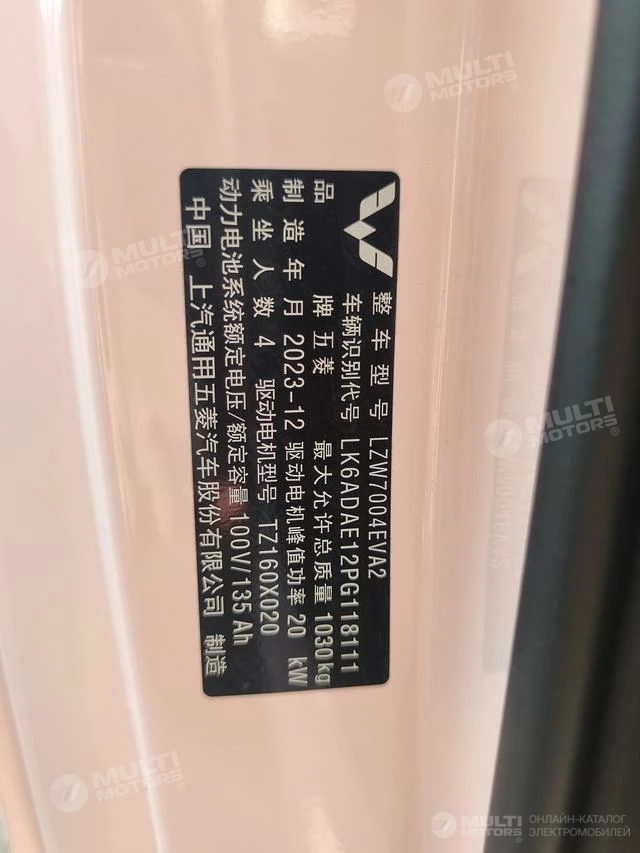 整车型号 LZW7004EVA2
车辆识别代号 LK6ADAE12PG118111
品 牌 五菱 最大允许总质量 1030kg
制造年月 2023-12 驱动电机峰值功率 20 kW
乘坐人数 4 驱动电机型号 TZ160X020
动力电池系统额定电压/额定容量 100V/135 Ah
中国 上汽通用五菱汽车股份有限公司 制造
MULTI
MOTORS®
MULTI
MOTORS®
MULTI
MOTORS®
MULTI
MOTORS®
MULTI
MOTORS®
ОНЛАЙН-КАТАЛОГ
ЭЛЕКТРОМОБИЛЕЙ